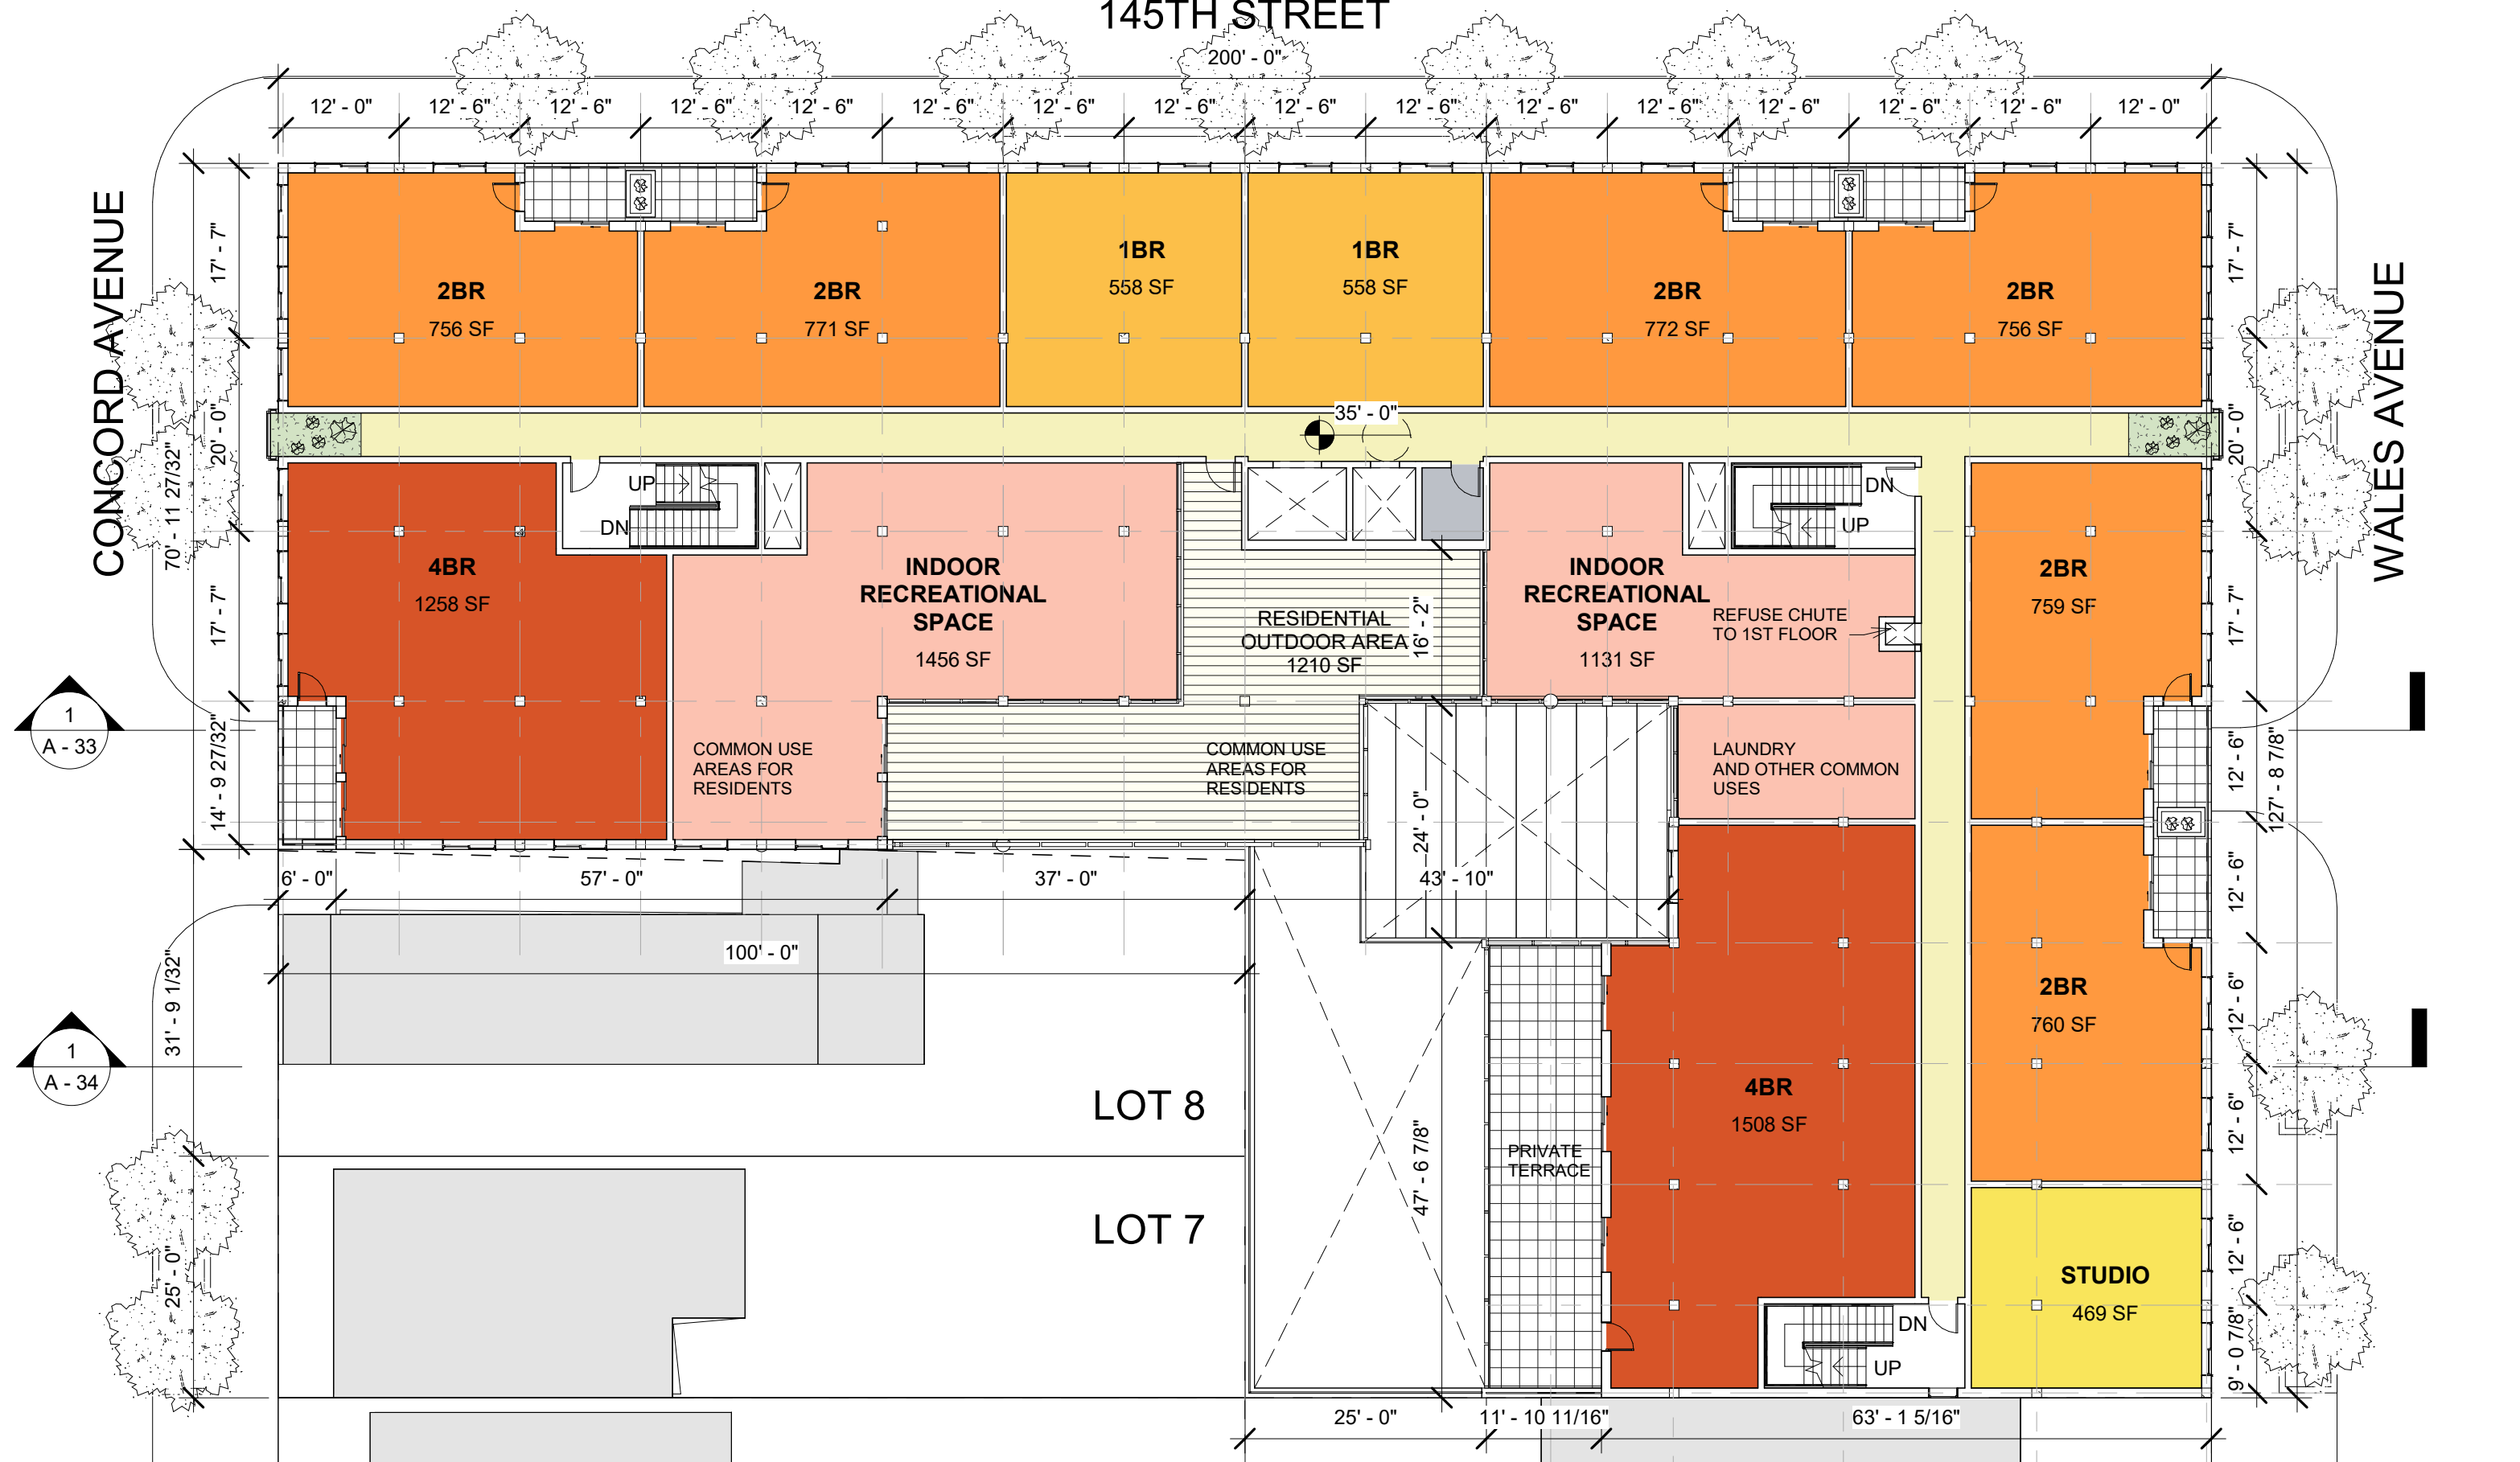 145TH STREET
200' - 0"
12' - 0"
12' - 6"
12' - 6"
12' - 6"
12' - 6"
12' - 6"
12' - 6"
12' - 6"
12' - 6"
12' - 6"
12' - 6"
12' - 6"
12' - 6"
12' - 6"
12' - 6"
12' - 0"
CONCORD AVENUE
WALES AVENUE
17' - 7"
20' - 0"
70' - 11 27/32"
17' - 7"
14' - 9 27/32"
31' - 9 1/32"
25' - 0"
2BR
756 SF
2BR
771 SF
1BR
558 SF
1BR
558 SF
2BR
772 SF
2BR
756 SF
17' - 7"
20' - 0"
17' - 7"
12' - 6"
127' - 8 7/8"
12' - 6"
12' - 6"
12' - 6"
12' - 6"
9' - 0 7/8"
35' - 0"
UP
DN
DN
UP
4BR
1258 SF
INDOOR
RECREATIONAL
SPACE
1456 SF
RESIDENTIAL
OUTDOOR AREA
1210 SF
16' - 2"
INDOOR
RECREATIONAL
SPACE
1131 SF
REFUSE CHUTE
TO 1ST FLOOR
2BR
759 SF
1
A - 33
COMMON USE
AREAS FOR
RESIDENTS
COMMON USE
AREAS FOR
RESIDENTS
LAUNDRY
AND OTHER COMMON
USES
24' - 0"
6' - 0"
57' - 0"
37' - 0"
43' - 10"
100' - 0"
1
A - 34
2BR
760 SF
LOT 8
4BR
1508 SF
PRIVATE
TERRACE
47' - 6 7/8"
LOT 7
STUDIO
469 SF
DN
UP
25' - 0"
11' - 10 11/16"
63' - 1 5/16"